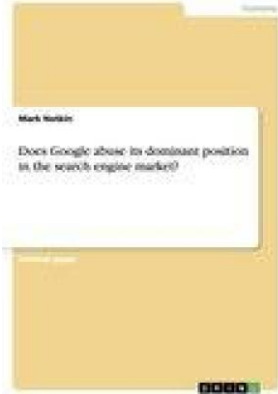 Mark Notkin
Does Google abuse its dominant position
in the search engine market?